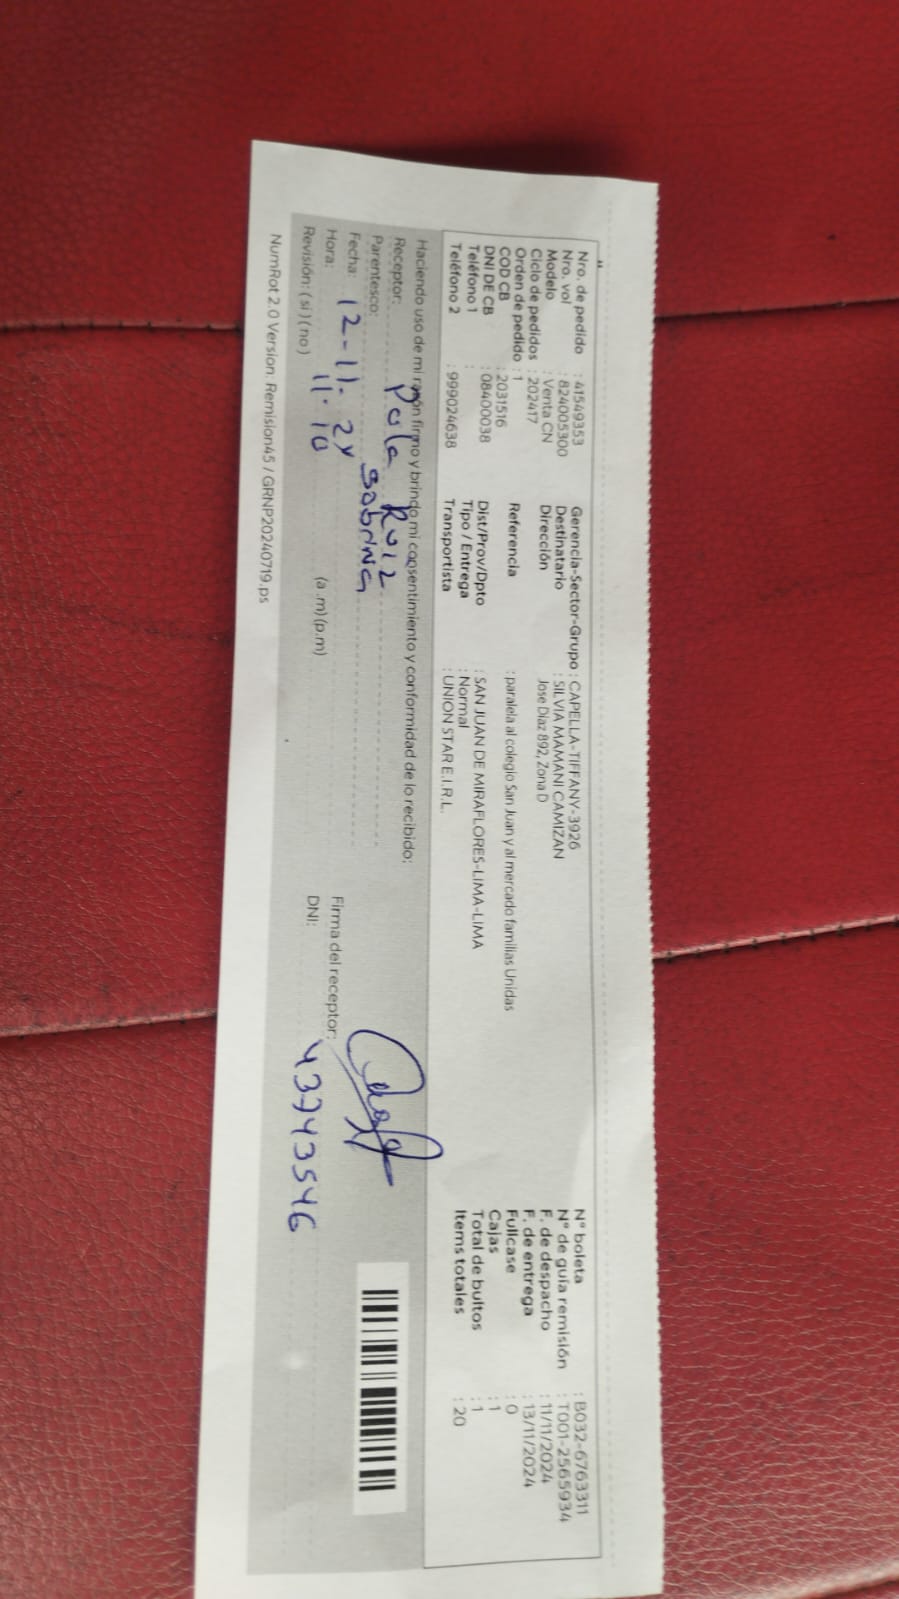 Nro. de pedido : 41549353
Nro. vol : 824005300
Modelo : Venta CN
Ciclo de pedidos : 202417
Orden de pedido : 1
COD CB : 2031516
DNI DE CB : 08400038
Teléfono 1 :
Teléfono 2 : 999024638
Gerencia-Sector-Grupo : CAPELLA-TIFFANY-3926
Destinatario : SILVIA MAMANI CAMIZAN
Dirección Jose Diaz 892, Zona D
Referencia : paralela al colegio San Juan y al mercado familias Unidas
Dist/Prov/Dpto : SAN JUAN DE MIRAFLORES-LIMA-LIMA
Tipo / Entrega : Normal
Transportista : UNION STAR E.I.R.L.
N° boleta : B032-6763311
N° de guía remisión : T001-2565934
F. de despacho : 11/11/2024
F. de entrega : 13/11/2024
Fullcase : 0
Cajas : 1
Total de bultos : 1
Items totales : 20
Haciendo uso de mi razón firmo y brindo mi consentimiento y conformidad de lo recibido:
Receptor: Pola Ruiz
Parentesco: Sobrina
Fecha: 12-11-24
Hora: 11:10 (a.m)(p.m)
Revisión: (si)(no)
Firma del receptor:
DNI: 43743546
NumRot 2.0 Version: Remision45 / GRNP20240719.ps